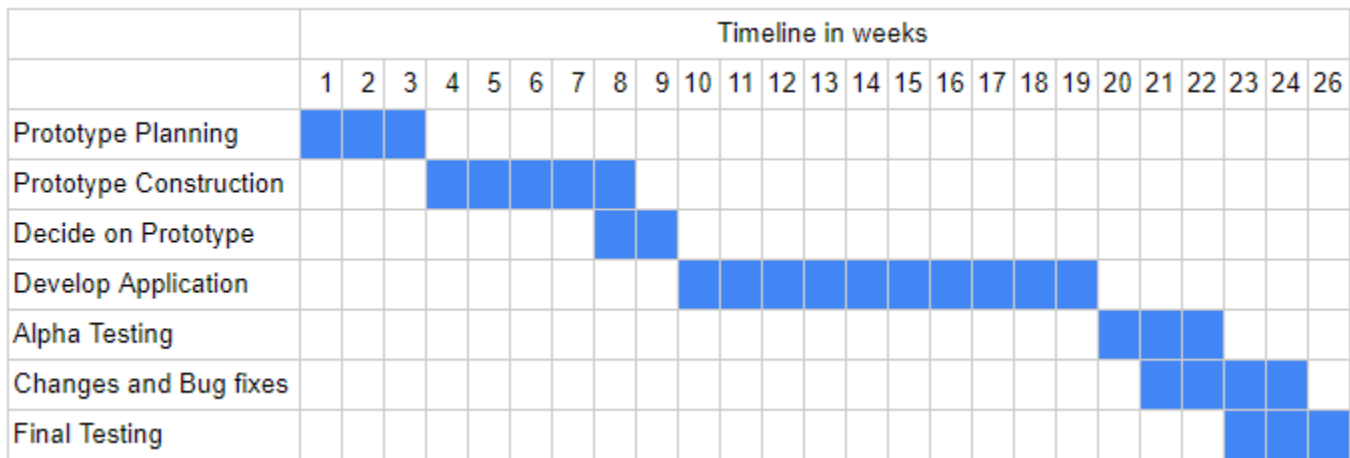 Timeline in weeks
1 2 3 4 5 6 7 8 9 10 11 12 13 14 15 16 17 18 19 20 21 22 23 24 26
Prototype Planning
Prototype Construction
Decide on Prototype
Develop Application
Alpha Testing
Changes and Bug fixes
Final Testing